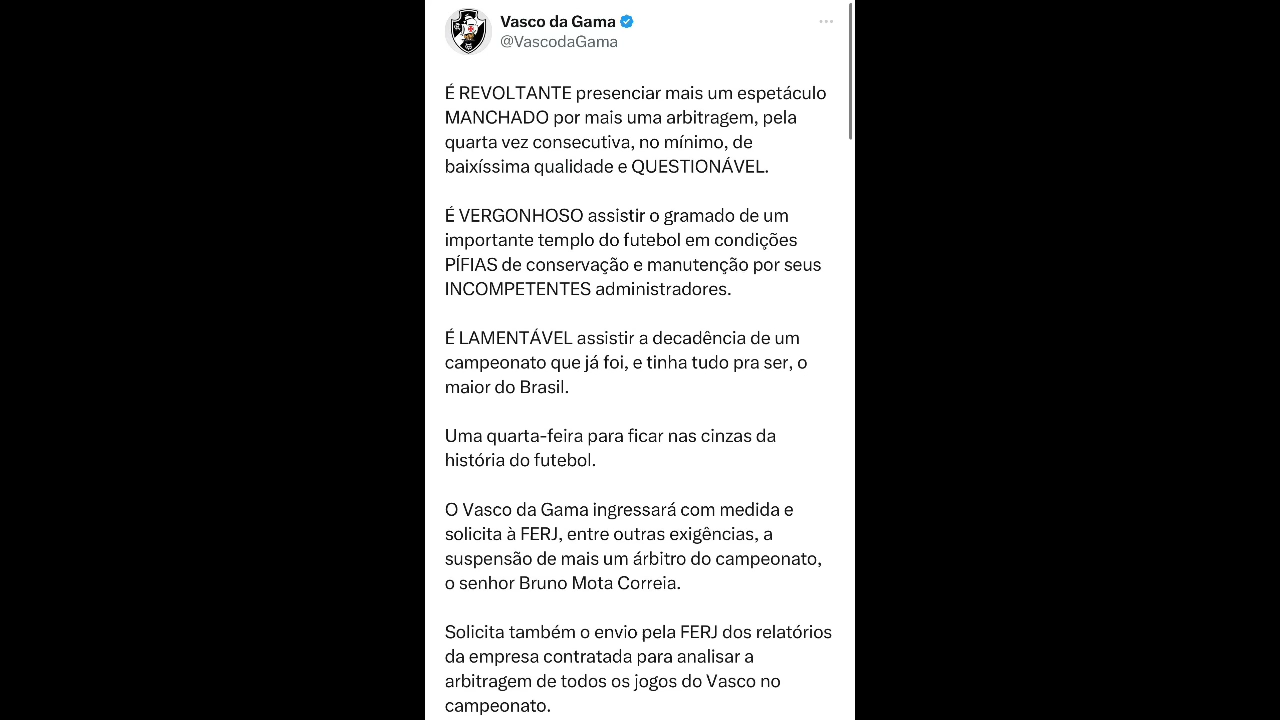 Vasco da Gama
@VascodaGama
É REVOLTANTE presenciar mais um espetáculo
MANCHADO por mais uma arbitragem, pela
quarta vez consecutiva, no mínimo, de
baixíssima qualidade e QUESTIONÁVEL.
É VERGONHOSO assistir o gramado de um
importante templo do futebol em condições
PÍFIAS de conservação e manutenção por seus
INCOMPETENTES administradores.
É LAMENTÁVEL assistir a decadência de um
campeonato que já foi, e tinha tudo pra ser, o
maior do Brasil.
Uma quarta-feira para ficar nas cinzas da
história do futebol.
O Vasco da Gama ingressará com medida e
solicita à FERJ, entre outras exigências, a
suspensão de mais um árbitro do campeonato,
o senhor Bruno Mota Correia.
Solicita também o envio pela FERJ dos relatórios
da empresa contratada para analisar a
arbitragem de todos os jogos do Vasco no
campeonato.